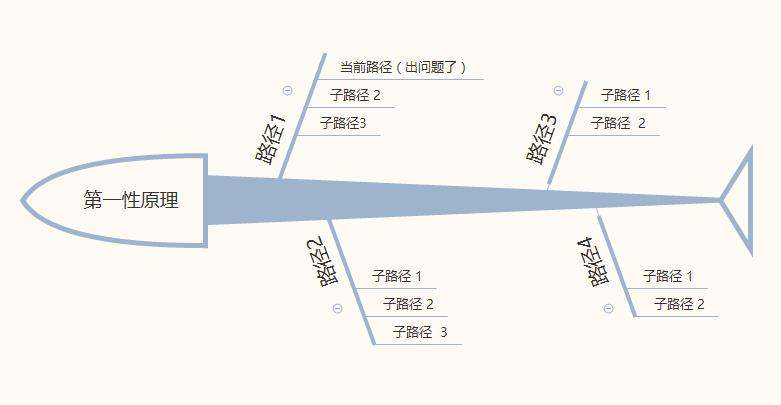 第一性原理
路径1
当前路径（出问题了）
子路径 2
子路径3
路径3
子路径 1
子路径 2
路径2
子路径 1
子路径 2
子路径 3
路径4
子路径 1
子路径 2